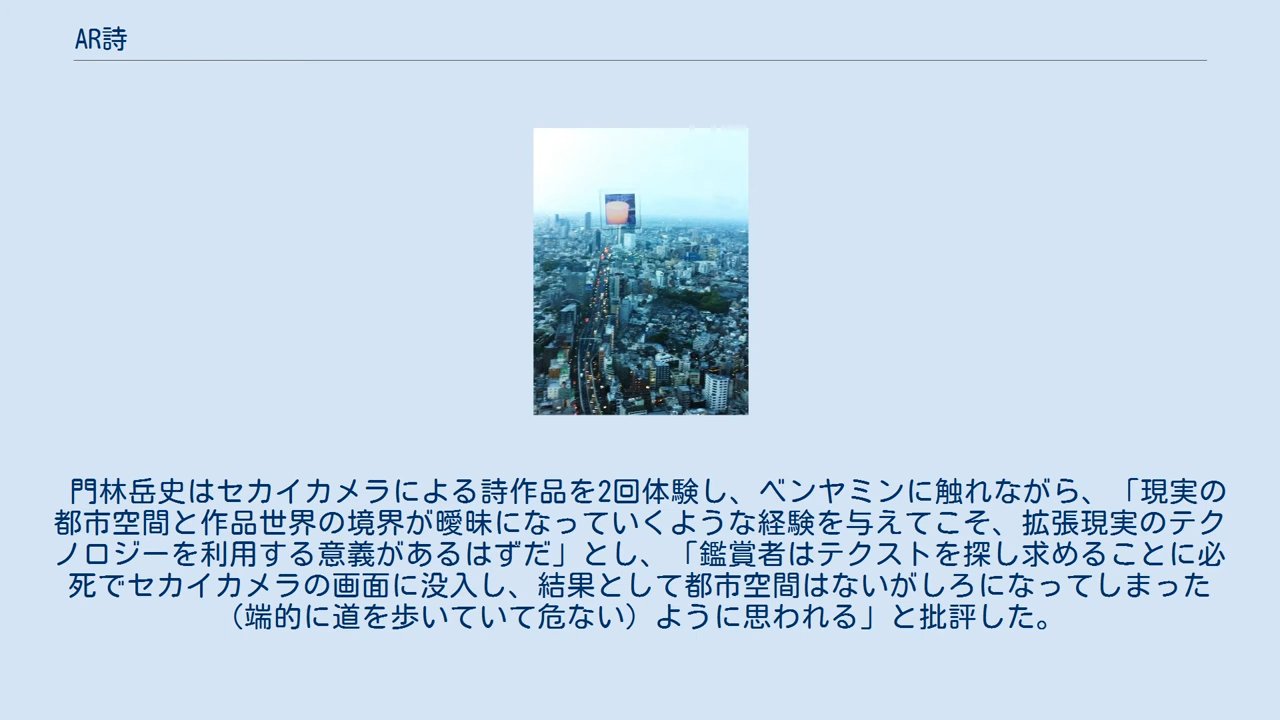 AR詩
門林岳史はセカイカメラによる詩作品を2回体験し、ベンヤミンに触れながら、「現実の
都市空間と作品世界の境界が曖昧になっていくような経験を与えてこそ、拡張現実のテク
ノロジーを利用する意義があるはずだ」とし、「鑑賞者はテクストを探し求めることに必
死でセカイカメラの画面に没入し、結果として都市空間はないがしろになってしまった
（端的に道を歩いていて危ない）ように思われる」と批評した。